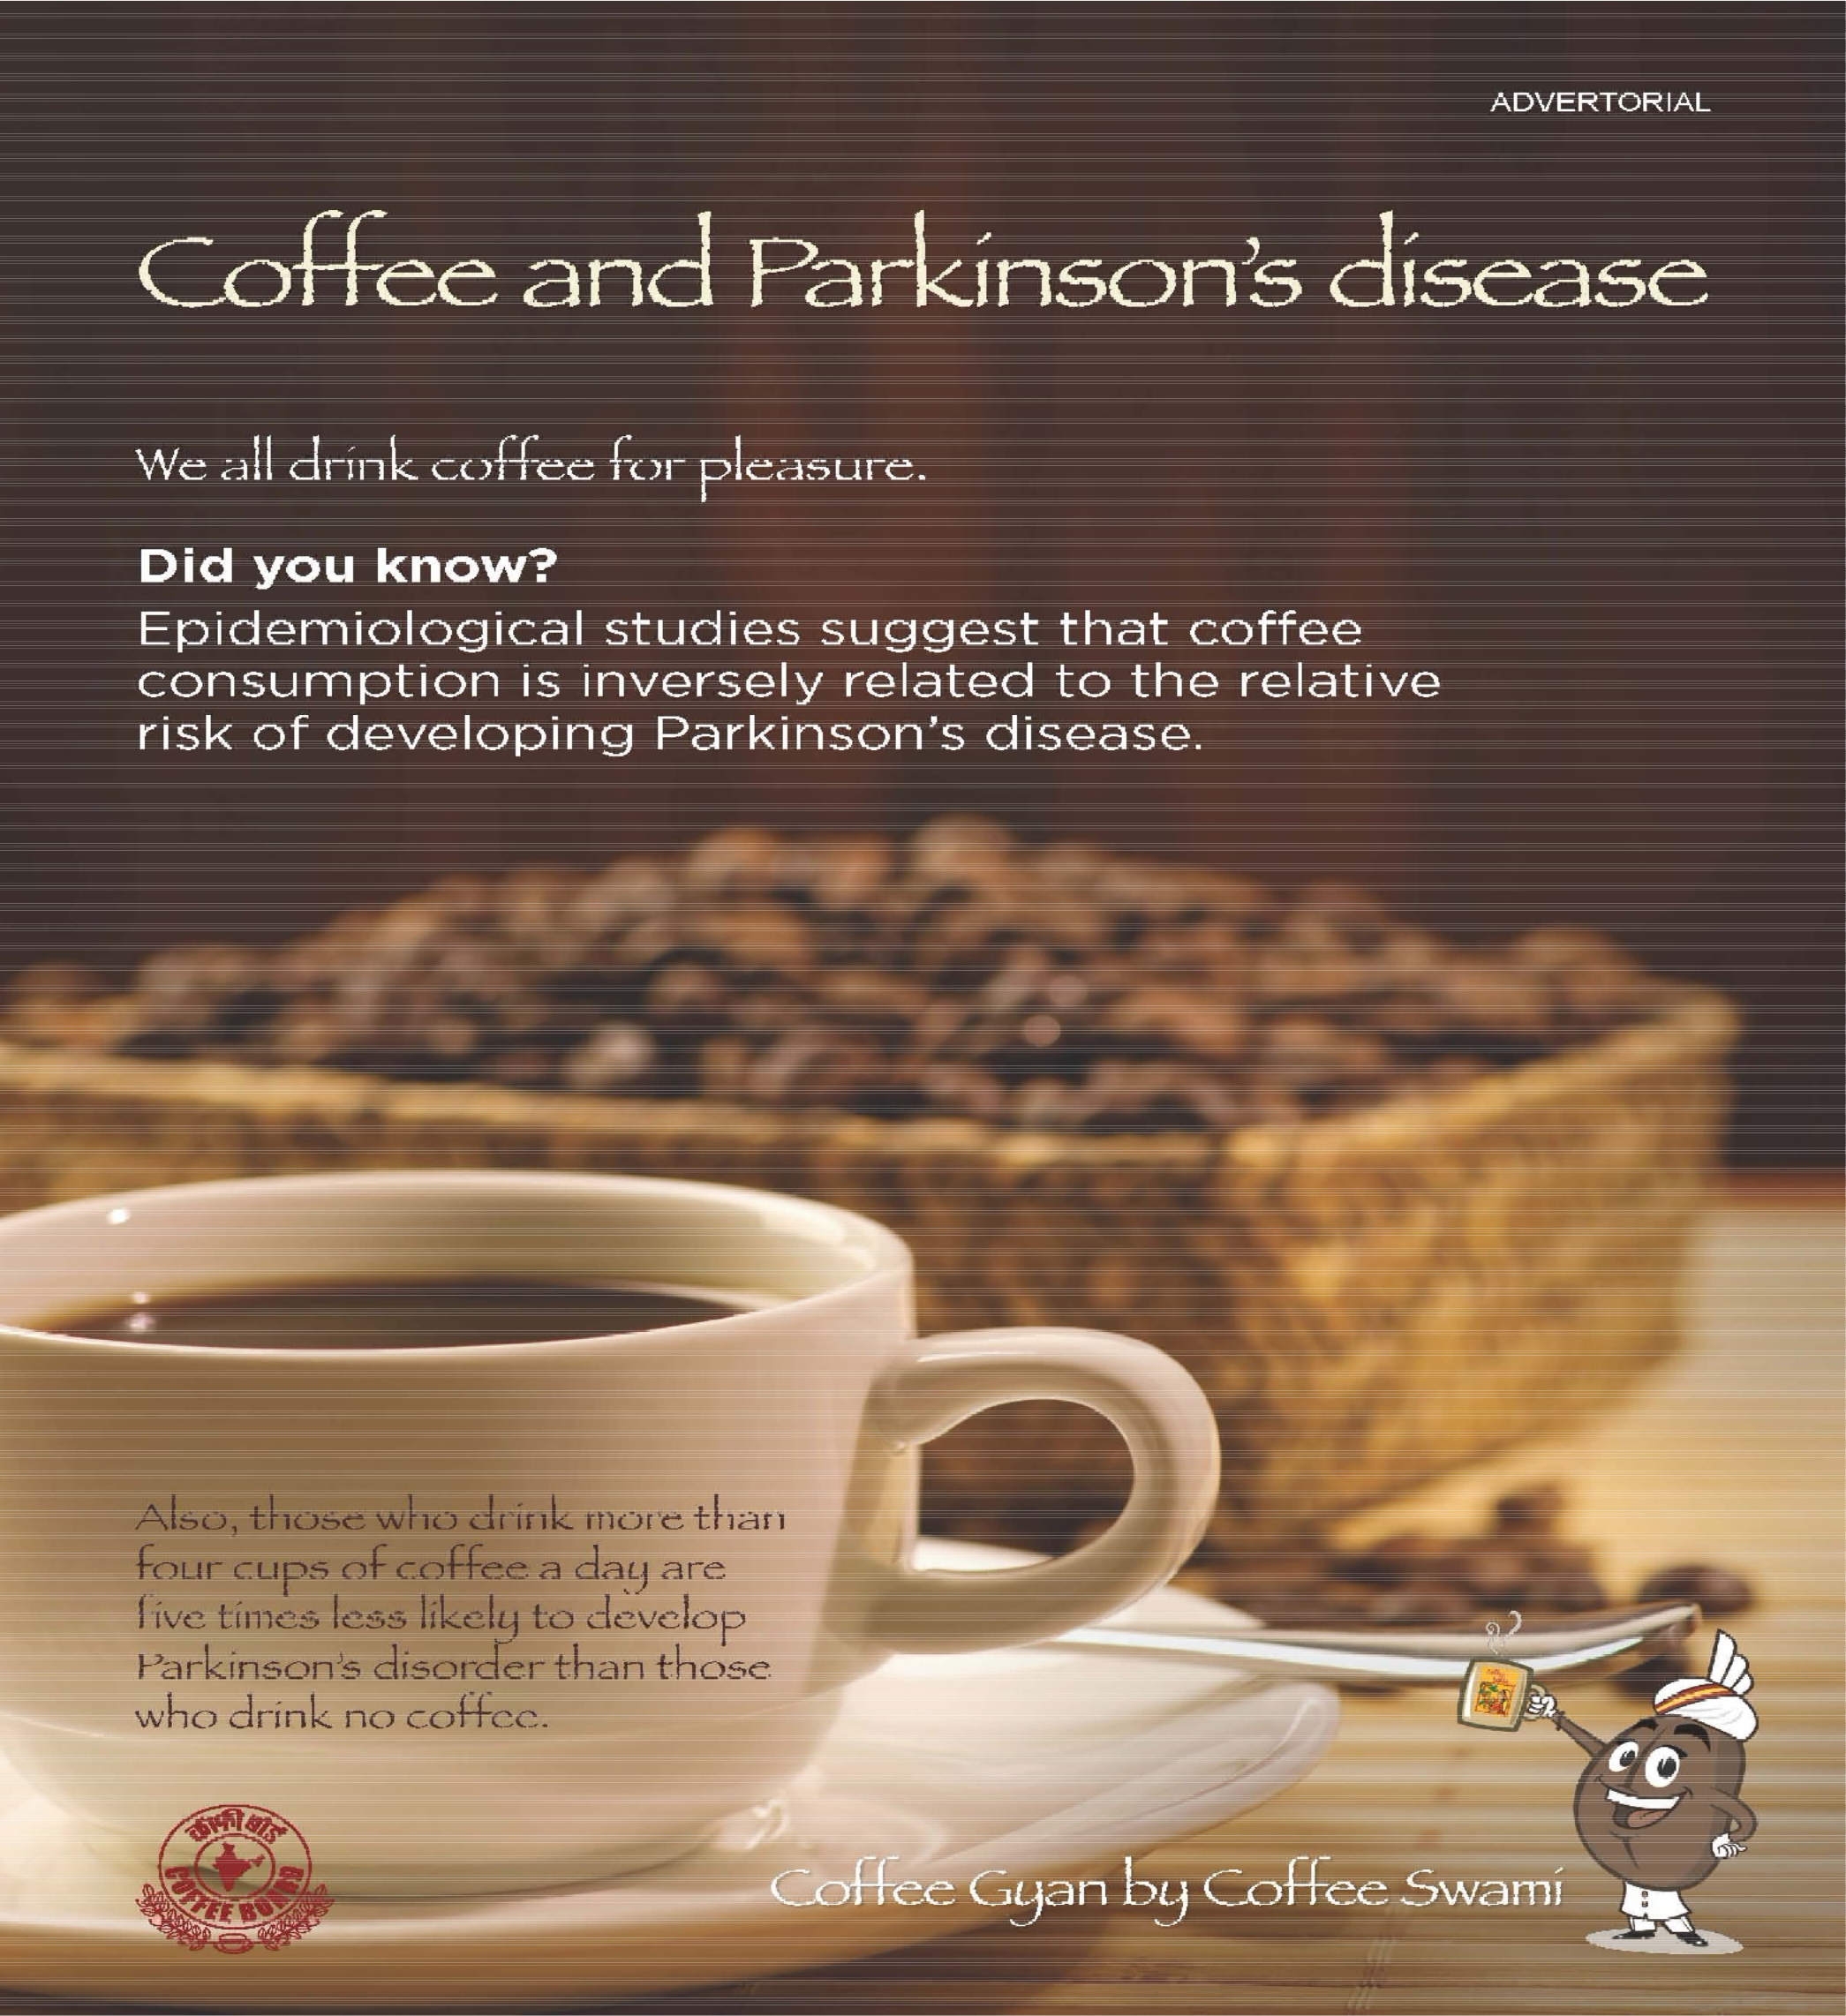 ADVERTORIAL
Coffee and Parkinson's disease
We all drink coffee for pleasure.
Did you know?
Epidemiological studies suggest that coffee
consumption is inversely related to the relative
risk of developing Parkinson's disease.
Also, those who drink more than
four cups of coffee a day are
five times less likely to develop
Parkinson's disorder than those
who drink no coffee.
कॉफी बोर्ड
COFFEE BOARD
Coffee Gyan by Coffee Swami